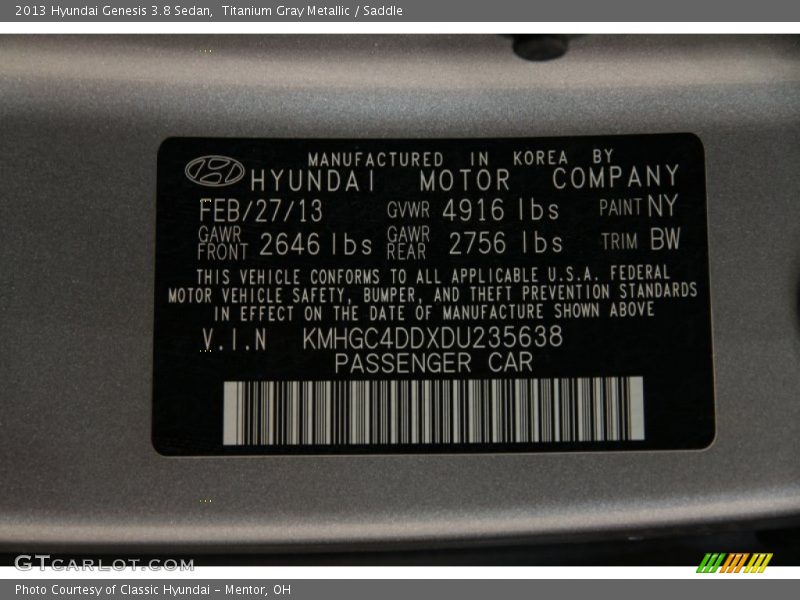 2013 Hyundai Genesis 3.8 Sedan,  Titanium Gray Metallic / Saddle
MANUFACTURED IN KOREA BY
HYUNDAI MOTOR COMPANY
FEB/27/13 GVWR 4916 lbs PAINT NY
GAWR FRONT 2646 lbs GAWR REAR 2756 lbs TRIM BW
THIS VEHICLE CONFORMS TO ALL APPLICABLE U.S.A. FEDERAL
MOTOR VEHICLE SAFETY, BUMPER, AND THEFT PREVENTION STANDARDS
IN EFFECT ON THE DATE OF MANUFACTURE SHOWN ABOVE
V.I.N KMHGC4DDXDU235638
PASSENGER CAR
GTcarlot.com
Photo Courtesy of Classic Hyundai - Mentor, OH